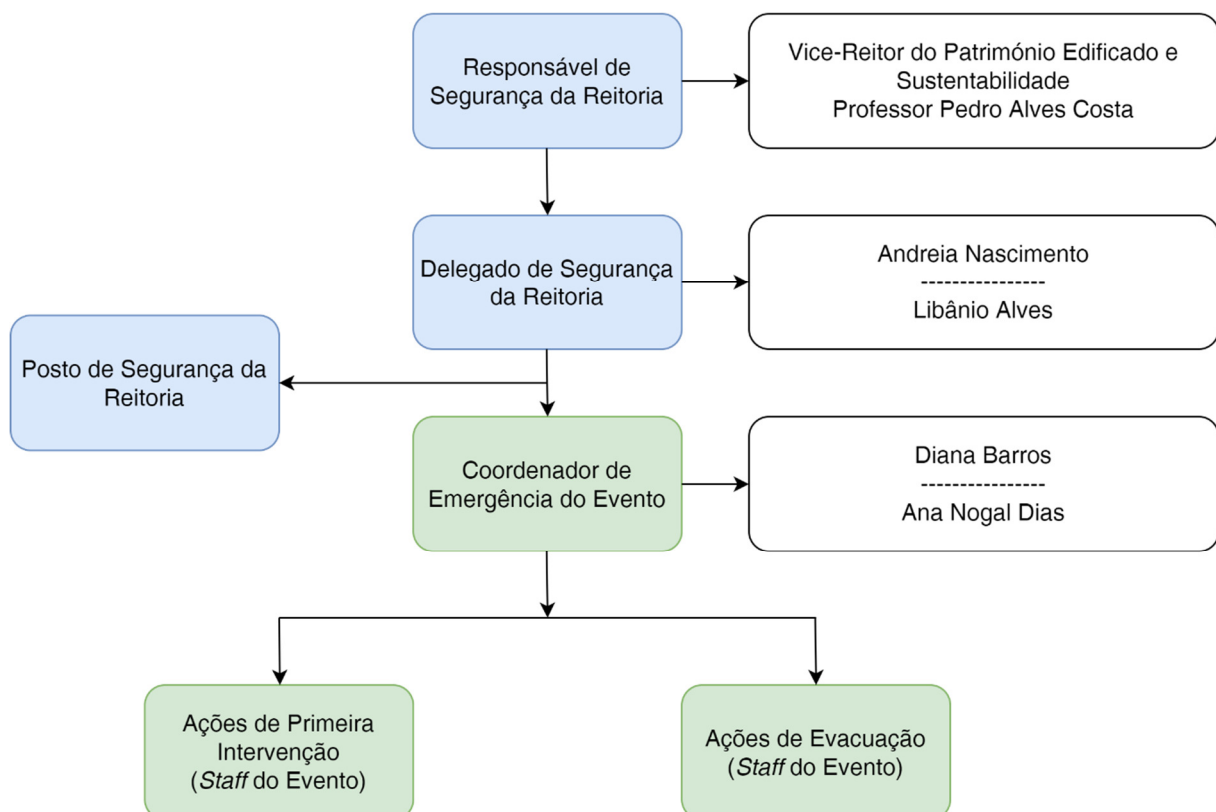 Responsável de
Segurança da Reitoria
Vice-Reitor do Património Edificado e
Sustentabilidade
Professor Pedro Alves Costa
Delegado de Segurança
da Reitoria
Andreia Nascimento
----------------
Libânio Alves
Posto de Segurança da
Reitoria
Coordenador de
Emergência do Evento
Diana Barros
----------------
Ana Nogal Dias
Ações de Primeira
Intervenção
(Staff do Evento)
Ações de Evacuação
(Staff do Evento)